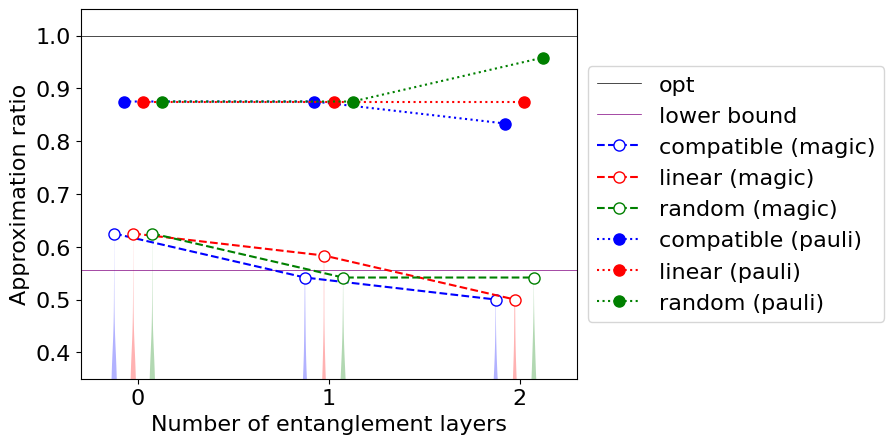 Approximation ratio
1.0
0.9
0.8
0.7
0.6
0.5
0.4
0
1
2
Number of entanglement layers
opt
lower bound
compatible (magic)
linear (magic)
random (magic)
compatible (pauli)
linear (pauli)
random (pauli)